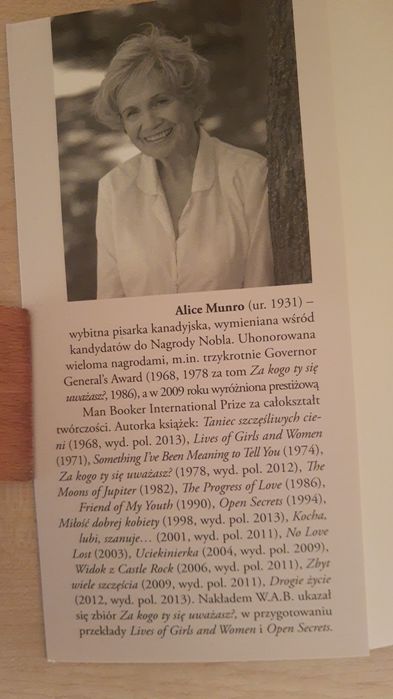 Alice Munro (ur. 1931) –
wybitna pisarka kanadyjska, wymieniana wśród
kandydatów do Nagrody Nobla. Uhonorowana
wieloma nagrodami, m.in. trzykrotnie Governor
General's Award (1968, 1978 za tom Za kogo ty się
uważasz?, 1986), a w 2009 roku wyróżniona prestiżową
Man Booker International Prize za całokształt
twórczości. Autorka książek: Taniec szczęśliwych cie-
ni (1968, wyd. pol. 2013), Lives of Girls and Women
(1971), Something I've Been Meaning to Tell You (1974),
Za kogo ty się uważasz? (1978, wyd. pol. 2012), The
Moons of Jupiter (1982), The Progress of Love (1986),
Friend of My Youth (1990), Open Secrets (1994),
Miłość dobrej kobiety (1998, wyd. pol. 2013), Kocha,
lubi, szanuje... (2001, wyd. pol. 2011), No Love
Lost (2003), Uciekinierka (2004, wyd. pol. 2009),
Widok z Castle Rock (2006, wyd. pol. 2011), Zbyt
wiele szczęścia (2009, wyd. pol. 2011), Drogie życie
(2012, wyd. pol. 2013). Nakładem W.A.B. ukazał
się zbiór Za kogo ty się uważasz?, w przygotowaniu
przekłady Lives of Girls and Women i Open Secrets.